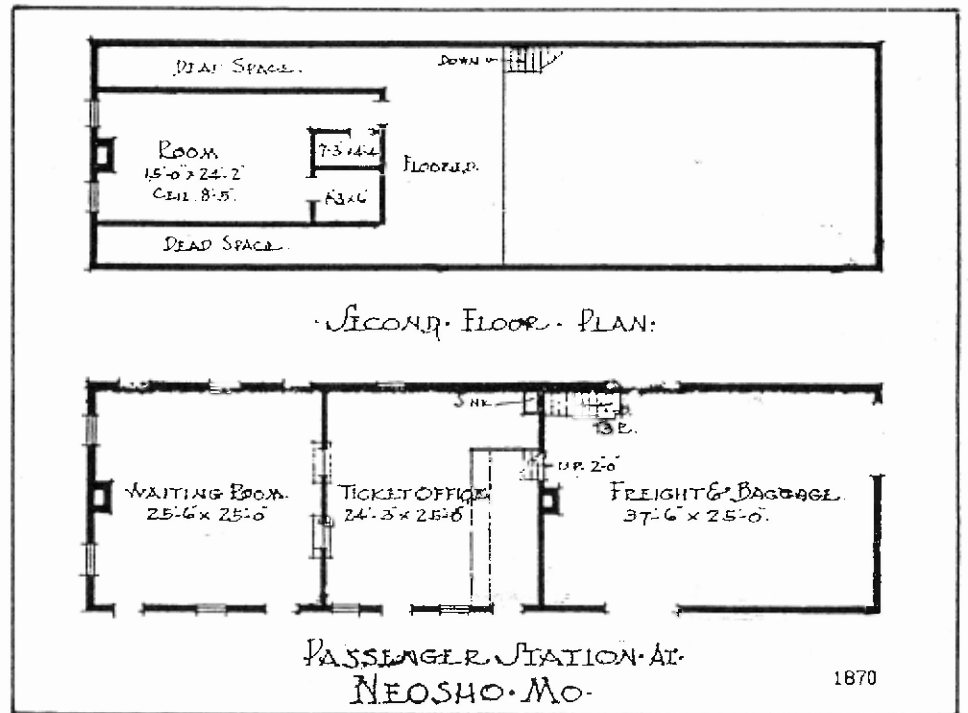 DEAD SPACE.
DOWN
ROOM
15'-0" x 24'-2"
CEIL. 8'-5"
7'-3" x 4'-4"
FLOORED.
DEAD SPACE.
·SECOND· FLOOR· PLAN:
SINK
13 R.
UP. 2'-0"
WAITING ROOM.
25'-6" x 25'-0"
TICKET OFFICE
24'-3" x 25'-0"
FREIGHT & BAGGAGE.
37'-6" x 25'-0"
PASSENGER STATION·AT·
NEOSHO·MO·
1870